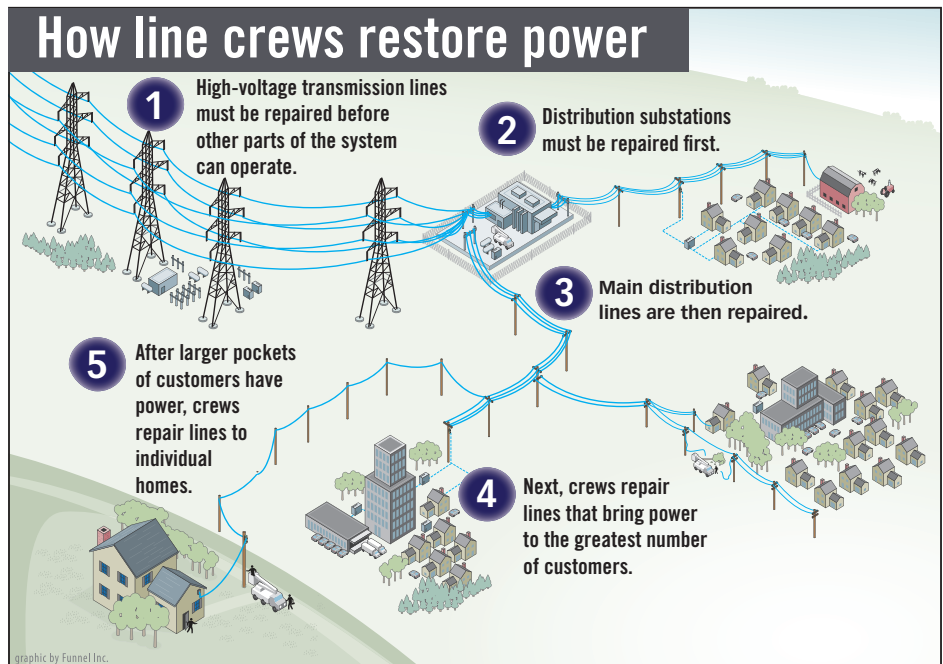 How line crews restore power
1
High-voltage transmission lines
must be repaired before
other parts of the system
can operate.
2
Distribution substations
must be repaired first.
3
Main distribution
lines are then repaired.
4
Next, crews repair
lines that bring power
to the greatest number
of customers.
5
After larger pockets
of customers have
power, crews
repair lines to
individual
homes.
graphic by Funnel Inc.